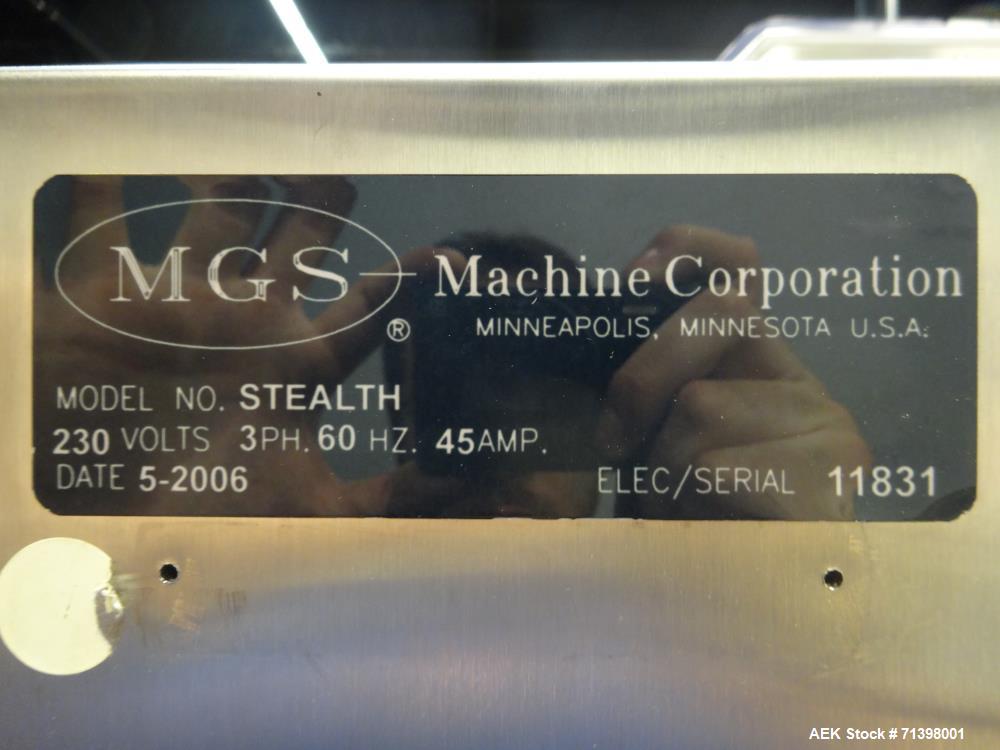 MGS® Machine Corporation
MINNEAPOLIS, MINNESOTA U.S.A.
MODEL NO. STEALTH
230 VOLTS 3PH. 60 HZ. 45AMP.
DATE 5-2006 ELEC/SERIAL 11831
AEK Stock # 71398001